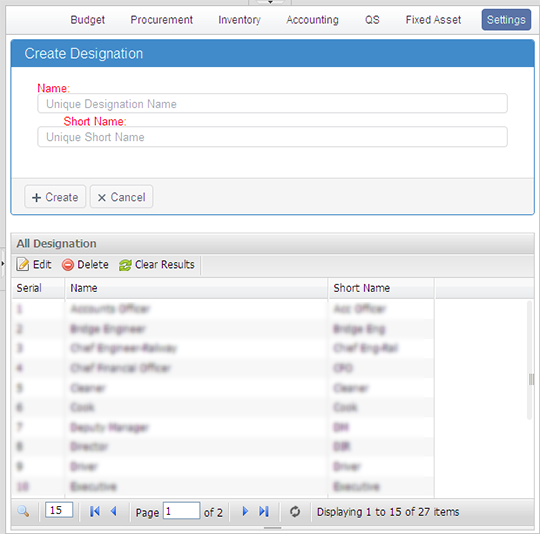 Budget Procurement Inventory Accounting QS Fixed Asset Settings
Create Designation
Name:
Unique Designation Name
Short Name:
Unique Short Name
Create Cancel
All Designation
Edit Delete Clear Results
Serial Name Short Name
1 Accounts Officer Acc Officer
2 Bridge Engineer Bridge Eng
3 Chief Engineer-Railway Chief Eng-Rail
4 Chief Financial Officer CFO
5 Cleaner Cleaner
6 Cook Cook
7 Deputy Manager DM
8 Director DIR
9 Driver Driver
10 Executive Executive
15 Page 1 of 2 Displaying 1 to 15 of 27 items